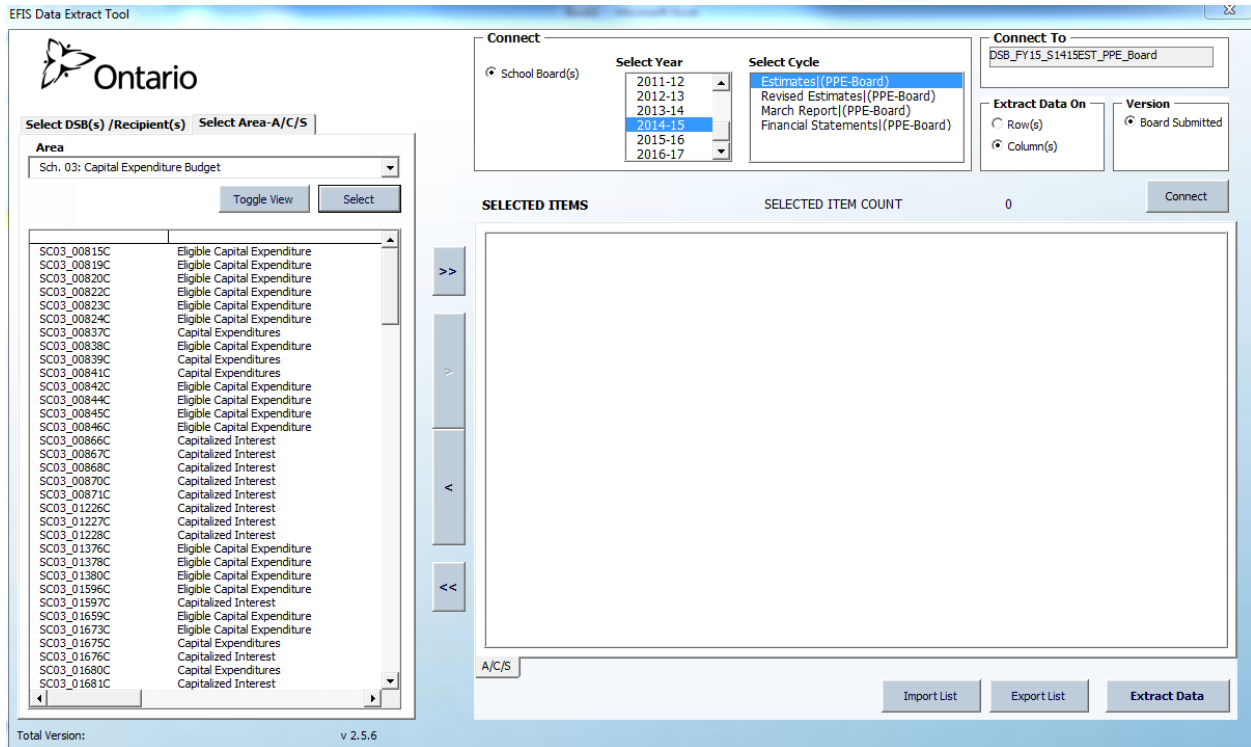 EFIS Data Extract Tool
Ontario
Select DSB(s) /Recipient(s)
Select Area-A/C/S
Area
Sch. 03: Capital Expenditure Budget
Toggle View
Select
SC03_00815C Eligible Capital Expenditure
SC03_00819C Eligible Capital Expenditure
SC03_00820C Eligible Capital Expenditure
SC03_00822C Eligible Capital Expenditure
SC03_00823C Eligible Capital Expenditure
SC03_00824C Eligible Capital Expenditure
SC03_00837C Capital Expenditures
SC03_00838C Eligible Capital Expenditure
SC03_00839C Capital Expenditures
SC03_00841C Capital Expenditures
SC03_00842C Eligible Capital Expenditure
SC03_00844C Eligible Capital Expenditure
SC03_00845C Eligible Capital Expenditure
SC03_00846C Eligible Capital Expenditure
SC03_00866C Capitalized Interest
SC03_00867C Capitalized Interest
SC03_00868C Capitalized Interest
SC03_00870C Capitalized Interest
SC03_00871C Capitalized Interest
SC03_01226C Capitalized Interest
SC03_01227C Capitalized Interest
SC03_01228C Capitalized Interest
SC03_01376C Eligible Capital Expenditure
SC03_01378C Eligible Capital Expenditure
SC03_01380C Eligible Capital Expenditure
SC03_01596C Eligible Capital Expenditure
SC03_01597C Capitalized Interest
SC03_01659C Eligible Capital Expenditure
SC03_01673C Eligible Capital Expenditure
SC03_01675C Capital Expenditures
SC03_01676C Capitalized Interest
SC03_01680C Capital Expenditures
SC03_01681C Capitalized Interest
Total Version: v 2.5.6
>>
>
<
<<
Connect
School Board(s)
Select Year
2011-12
2012-13
2013-14
2014-15
2015-16
2016-17
Select Cycle
Estimates|(PPE-Board)
Revised Estimates|(PPE-Board)
March Report|(PPE-Board)
Financial Statements|(PPE-Board)
Connect To
DSB_FY15_S1415EST_PPE_Board
Extract Data On
Row(s)
Column(s)
Version
Board Submitted
Connect
SELECTED ITEMS SELECTED ITEM COUNT 0
A/C/S
Import List
Export List
Extract Data